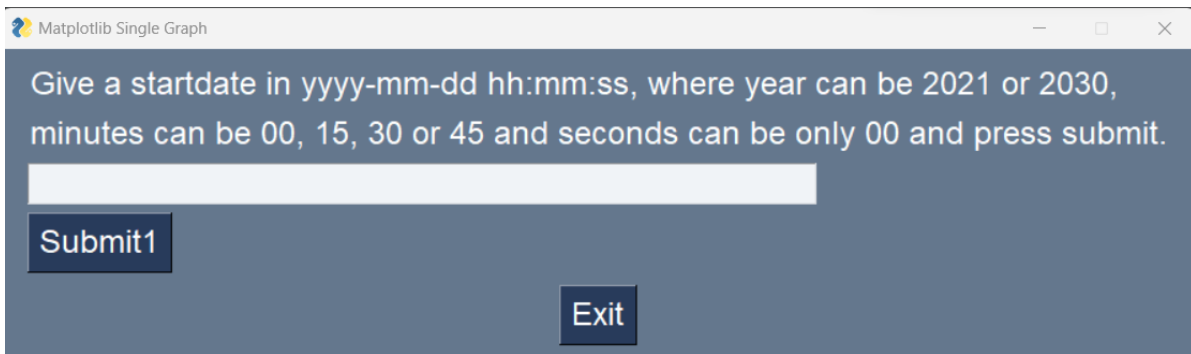 Matplotlib Single Graph
Give a startdate in yyyy-mm-dd hh:mm:ss, where year can be 2021 or 2030,
minutes can be 00, 15, 30 or 45 and seconds can be only 00 and press submit.
Submit1
Exit